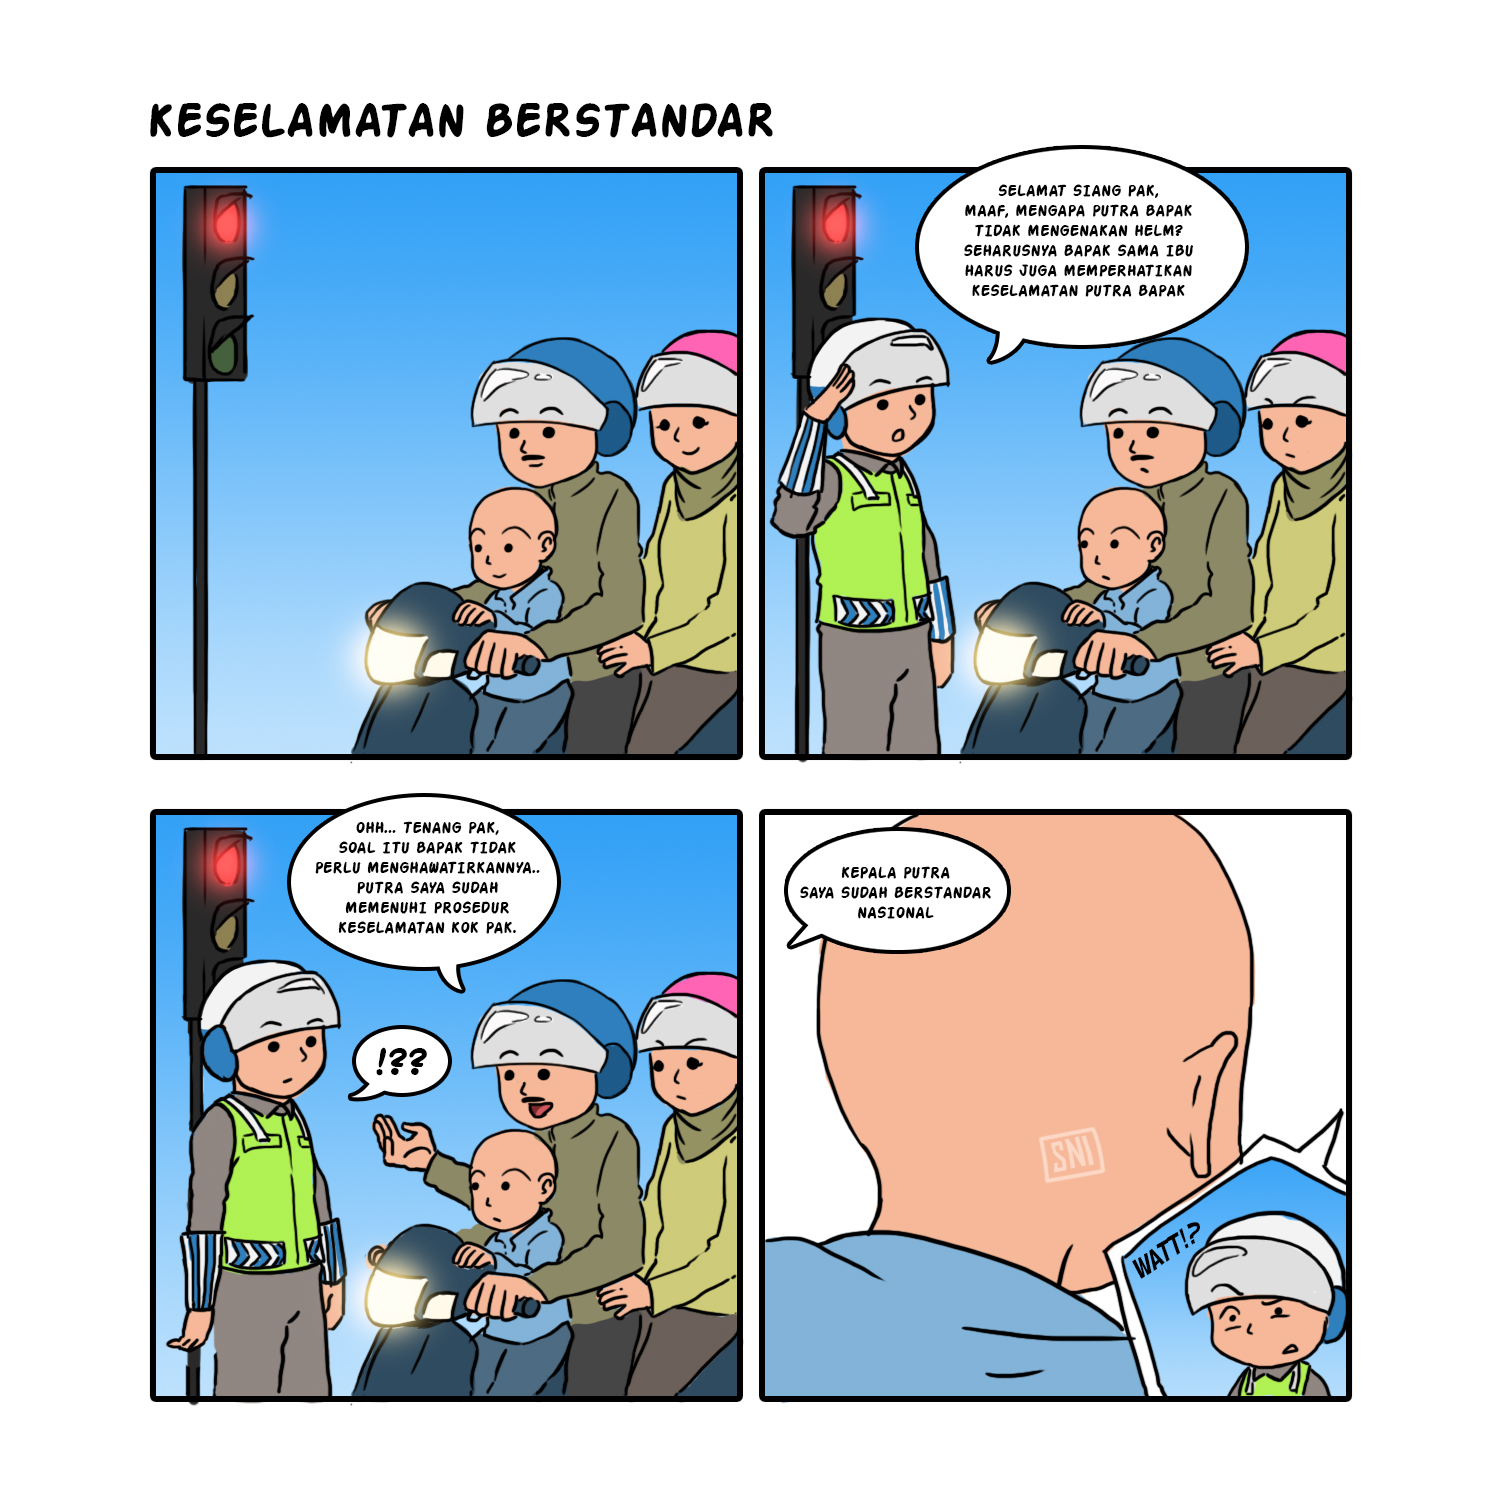 KESELAMATAN BERSTANDAR
SELAMAT SIANG PAK,
MAAF, MENGAPA PUTRA BAPAK
TIDAK MENGENAKAN HELM?
SEHARUSNYA BAPAK SAMA IBU
HARUS JUGA MEMPERHATIKAN
KESELAMATAN PUTRA BAPAK
OHH... TENANG PAK,
SOAL ITU BAPAK TIDAK
PERLU MENGHAWATIRKANNYA..
PUTRA SAYA SUDAH
MEMENUHI PROSEDUR
KESELAMATAN KOK PAK.
!??
KEPALA PUTRA
SAYA SUDAH BERSTANDAR
NASIONAL
SNI
WATT!?